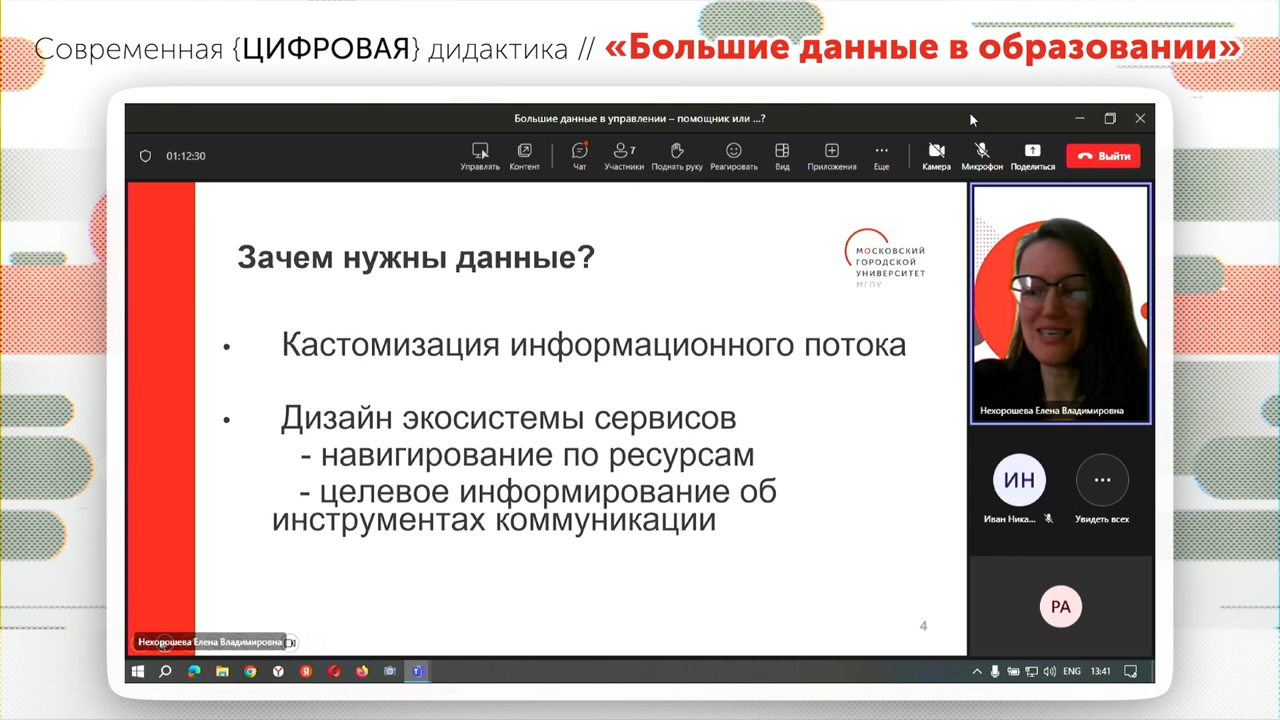 Современная {ЦИФРОВАЯ} дидактика // «Большие данные в образовании»
Большие данные в управлении – помощник или ...?
01:12:30
Управлять
Контент
Чат
7
Участники
Поднять руку
Реагировать
Вид
Приложения
Еще
Камера
Микрофон
Поделиться
Выйти
Зачем нужны данные?
МОСКОВСКИЙ
ГОРОДСКОЙ
УНИВЕРСИТЕТ
МГПУ
• Кастомизация информационного потока
• Дизайн экосистемы сервисов
- навигирование по ресурсам
- целевое информирование об
инструментах коммуникации
4
Нехорошева Елена Владимировна
Нехорошева Елена Владимировна
ИН
Иван Ника...
Увидеть всех
РА
ENG
13:41